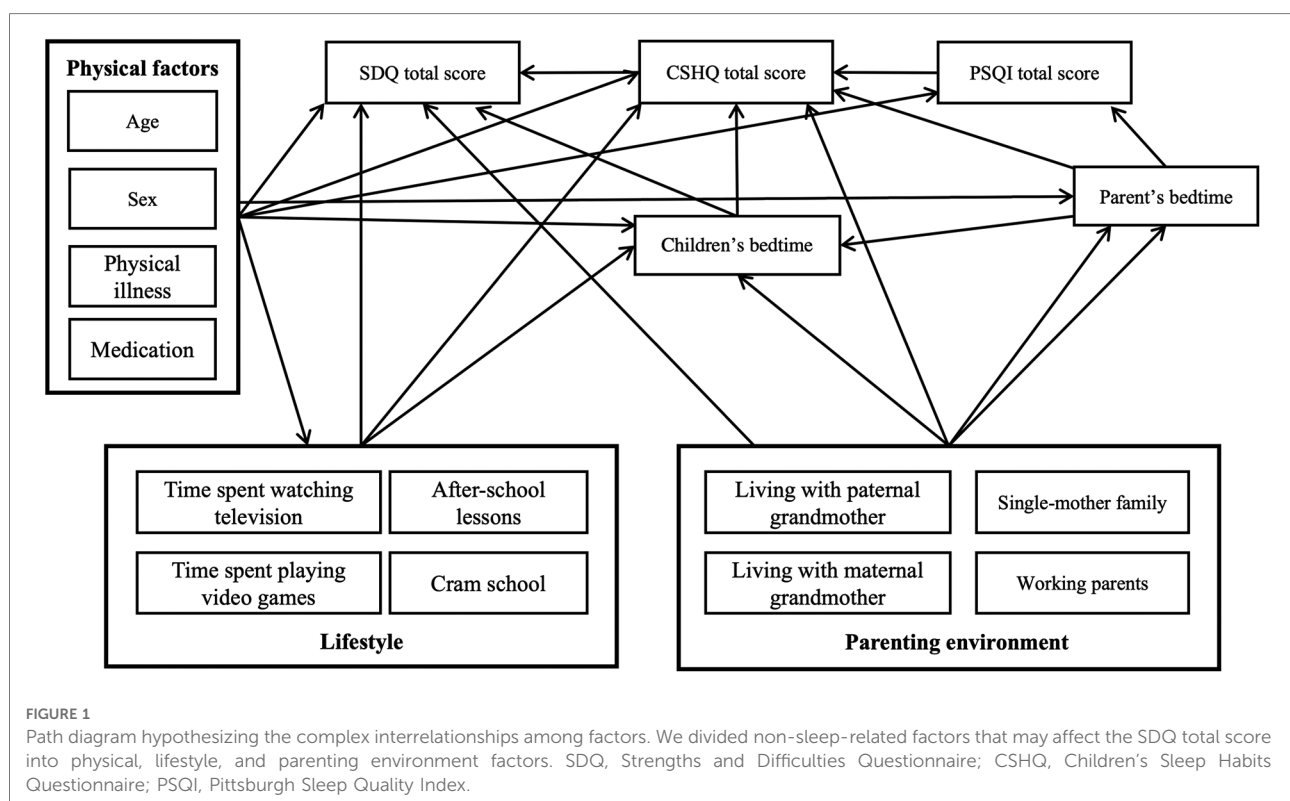 Physical factors
Age
Sex
Physical
illness
Medication
SDQ total score
CSHQ total score
PSQI total score
Parent's bedtime
Children's bedtime
Time spent watching
television
After-school
lessons
Time spent playing
video games
Cram school
Lifestyle
Living with paternal
grandmother
Single-mother family
Living with maternal
grandmother
Working parents
Parenting environment
FIGURE 1
Path diagram hypothesizing the complex interrelationships among factors. We divided non-sleep-related factors that may affect the SDQ total score
into physical, lifestyle, and parenting environment factors. SDQ, Strengths and Difficulties Questionnaire; CSHQ, Children's Sleep Habits
Questionnaire; PSQI, Pittsburgh Sleep Quality Index.